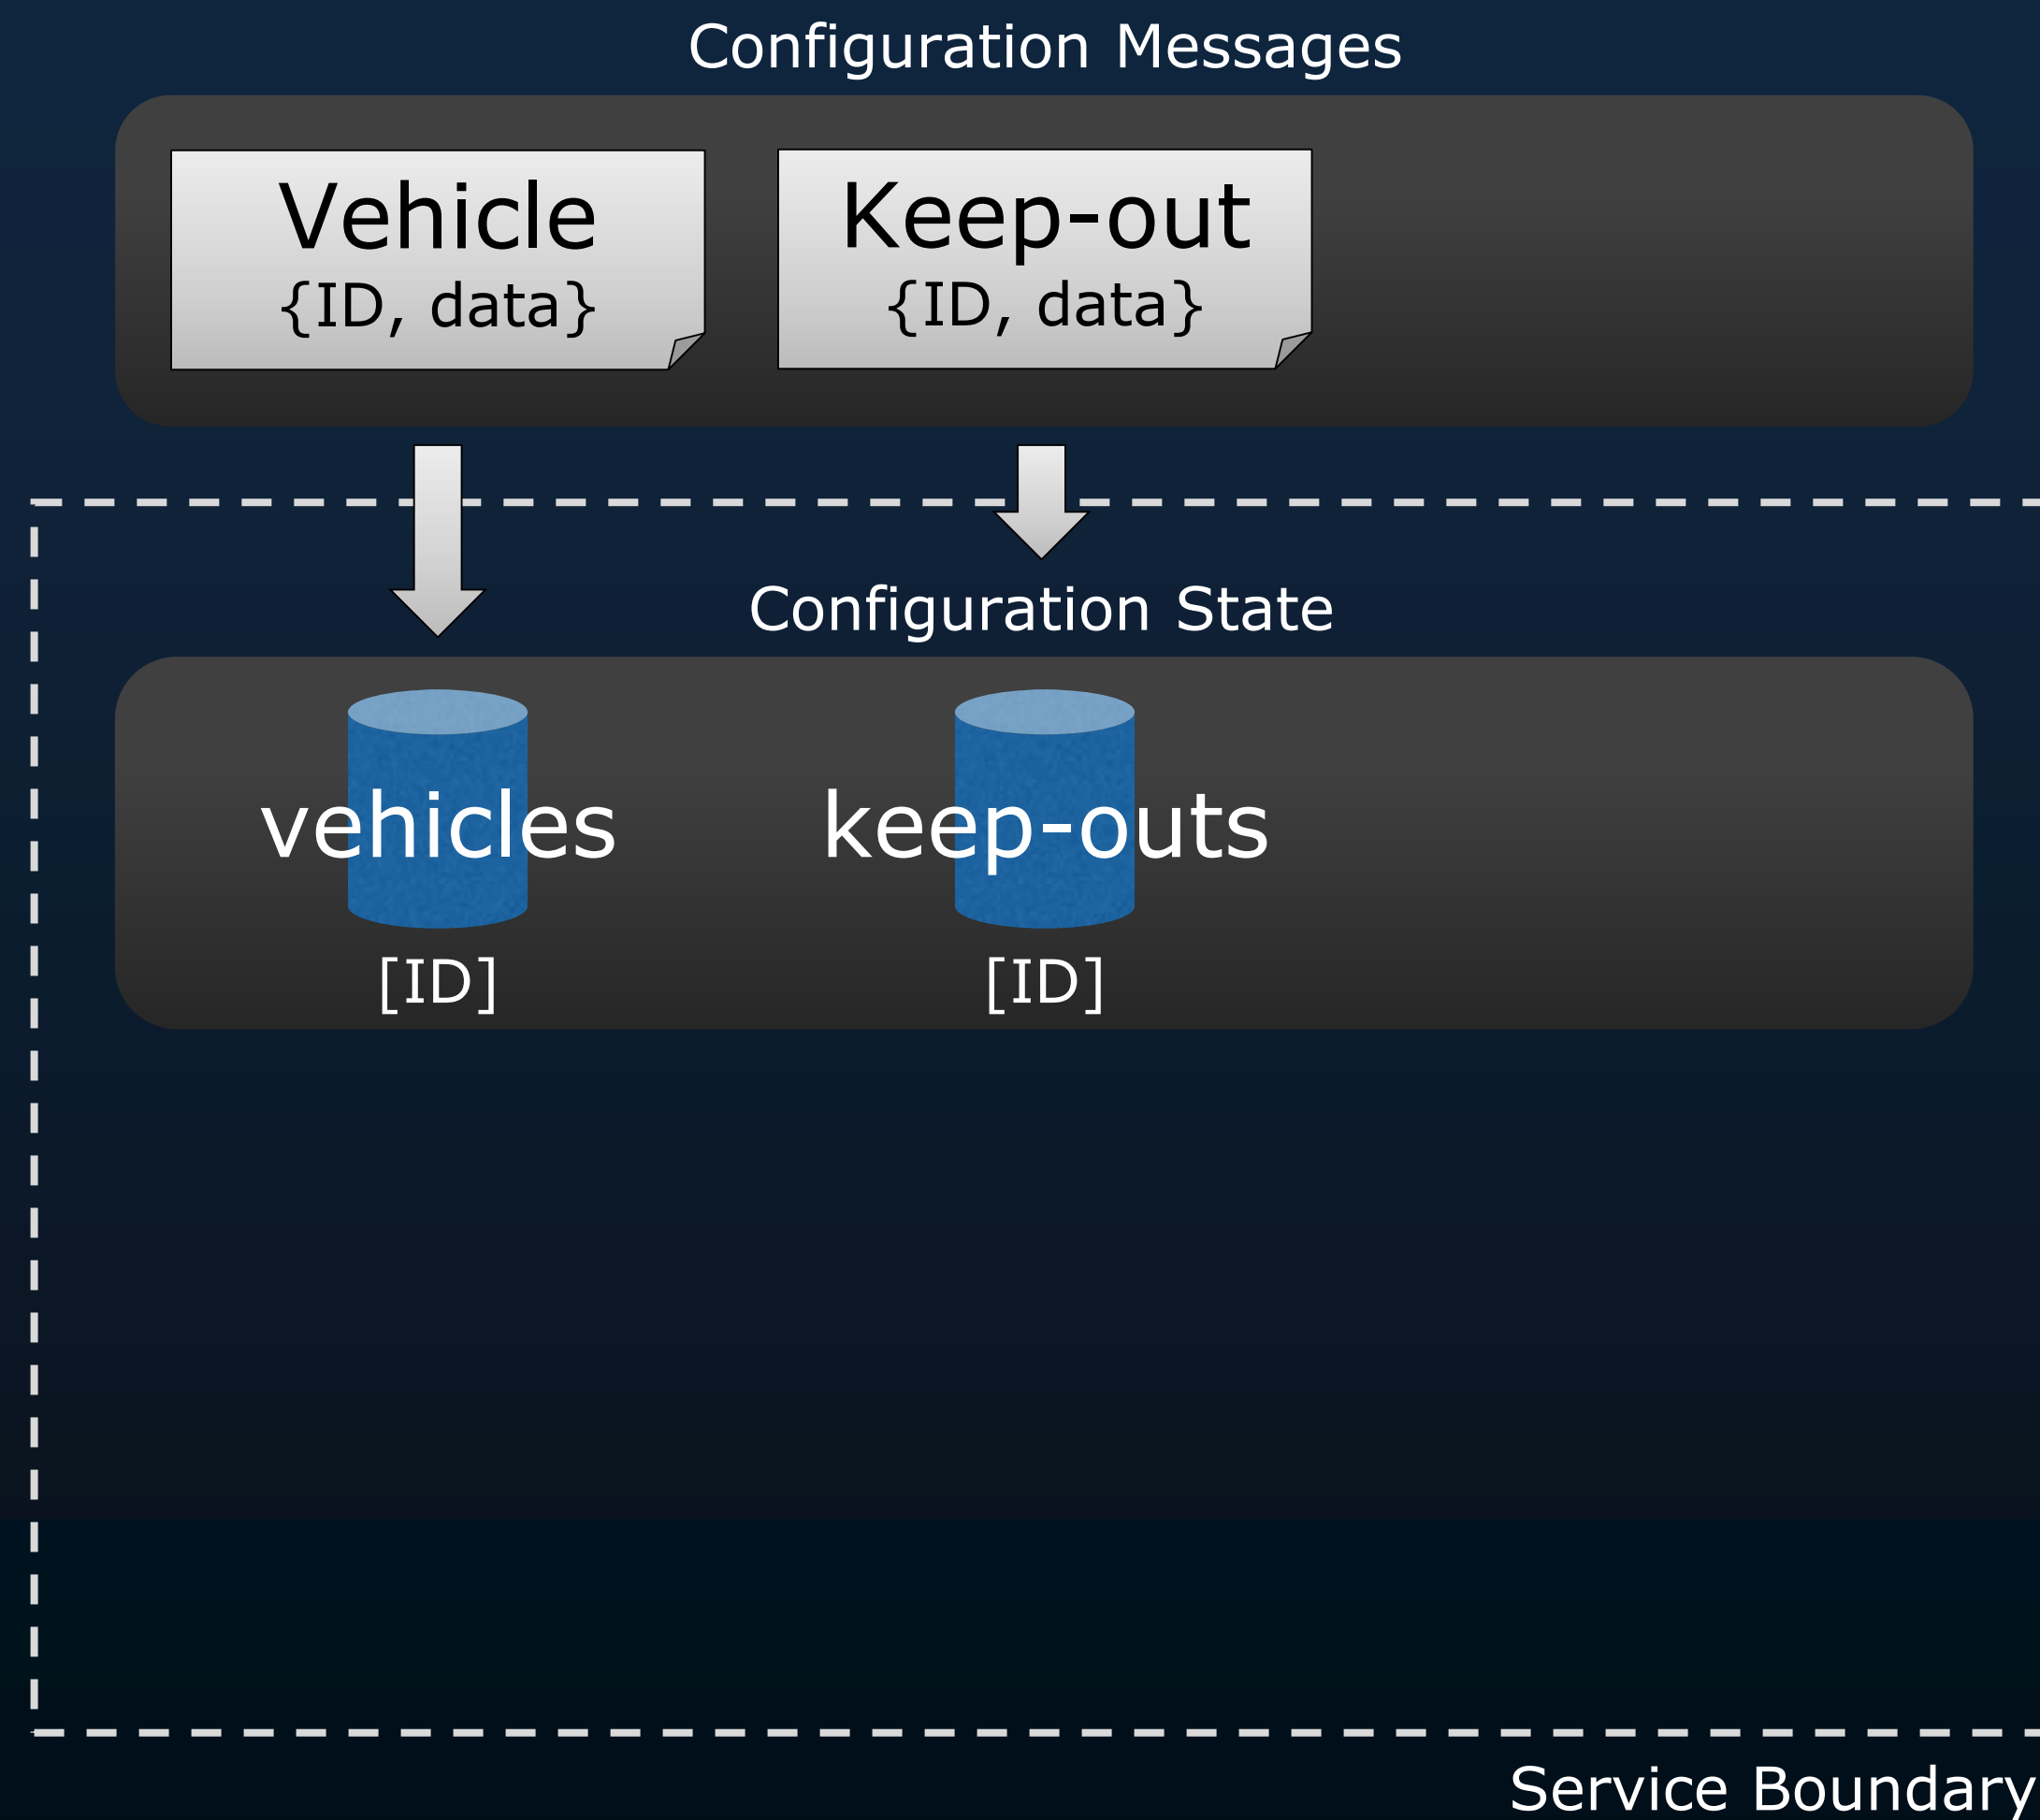 Configuration Messages
Vehicle
{ID, data}
Keep-out
{ID, data}
Configuration State
vehicles
[ID]
keep-outs
[ID]
Service Boundary